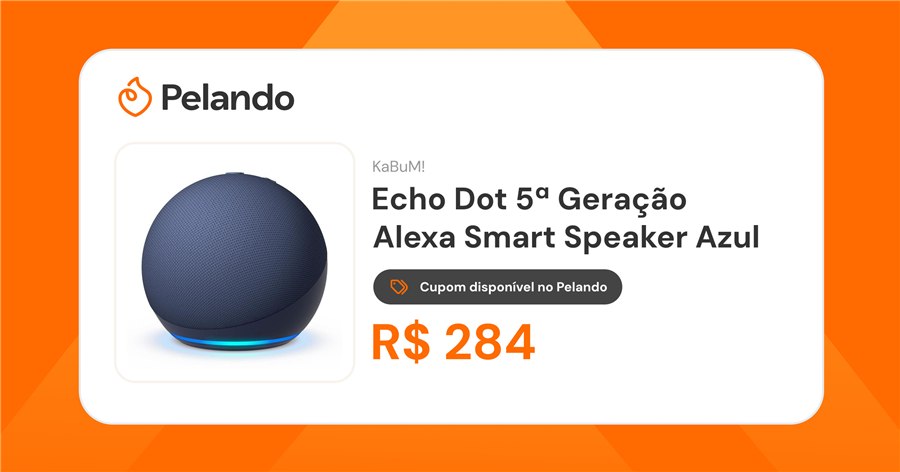 Pelando
KaBuM!
Echo Dot 5ª Geração
Alexa Smart Speaker Azul
Cupom disponível no Pelando
R$ 284